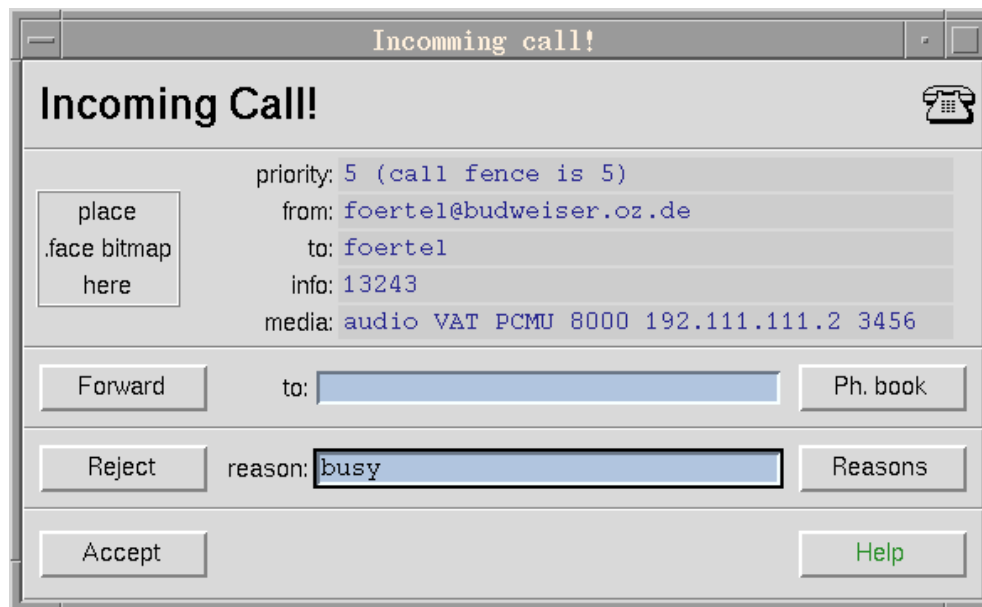 Incomming call!
Incoming Call!
place
.face bitmap
here
priority: 5 (call fence is 5)
from: foertel@budweiser.oz.de
to: foertel
info: 13243
media: audio VAT PCMU 8000 192.111.111.2 3456
Forward to: Ph. book
Reject reason: busy Reasons
Accept Help